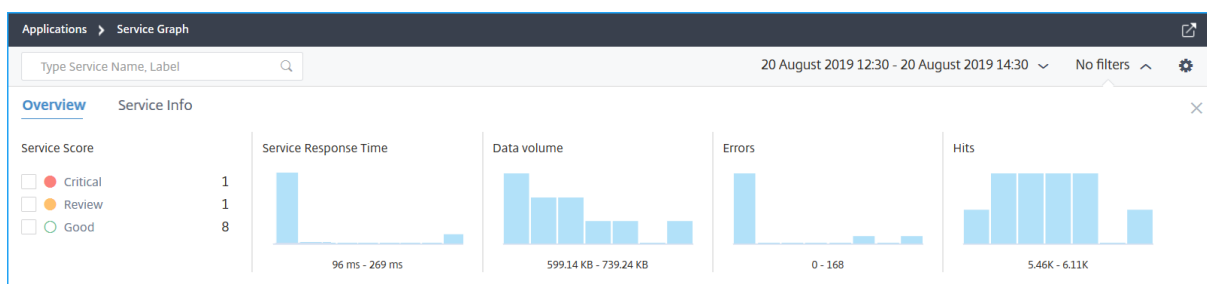 Applications > Service Graph
Type Service Name, Label
20 August 2019 12:30 - 20 August 2019 14:30
No filters
Overview
Service Info
Service Score
Critical 1
Review 1
Good 8
Service Response Time
96 ms - 269 ms
Data volume
599.14 KB - 739.24 KB
Errors
0 - 168
Hits
5.46K - 6.11K